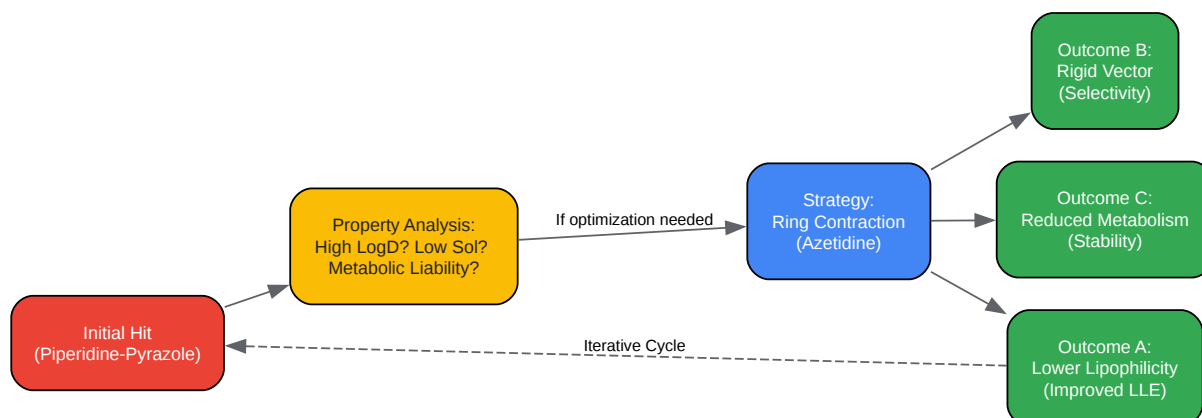 Initial Hit
(Piperidine-Pyrazole)
Property Analysis:
High LogD? Low Sol?
Metabolic Liability?
If optimization needed
Strategy:
Ring Contraction
(Azetidine)
Outcome B:
Rigid Vector
(Selectivity)
Outcome C:
Reduced Metabolism
(Stability)
Outcome A:
Lower Lipophilicity
(Improved LLE)
Iterative Cycle